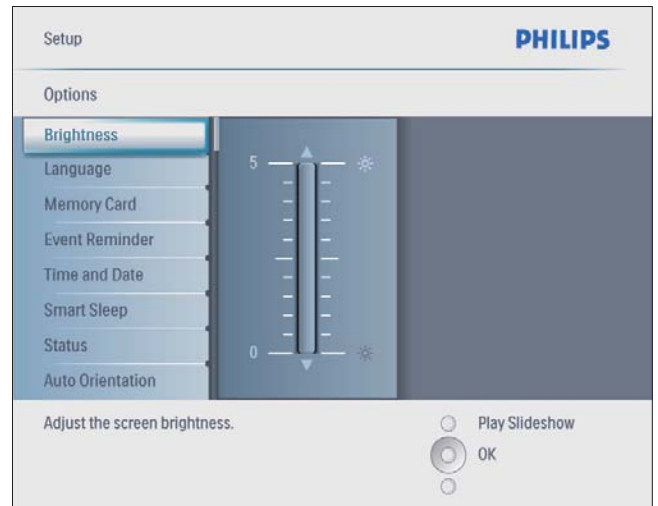 Setup
PHILIPS
Options
Brightness
Language
Memory Card
Event Reminder
Time and Date
Smart Sleep
Status
Auto Orientation
5
0
Adjust the screen brightness.
Play Slideshow
OK